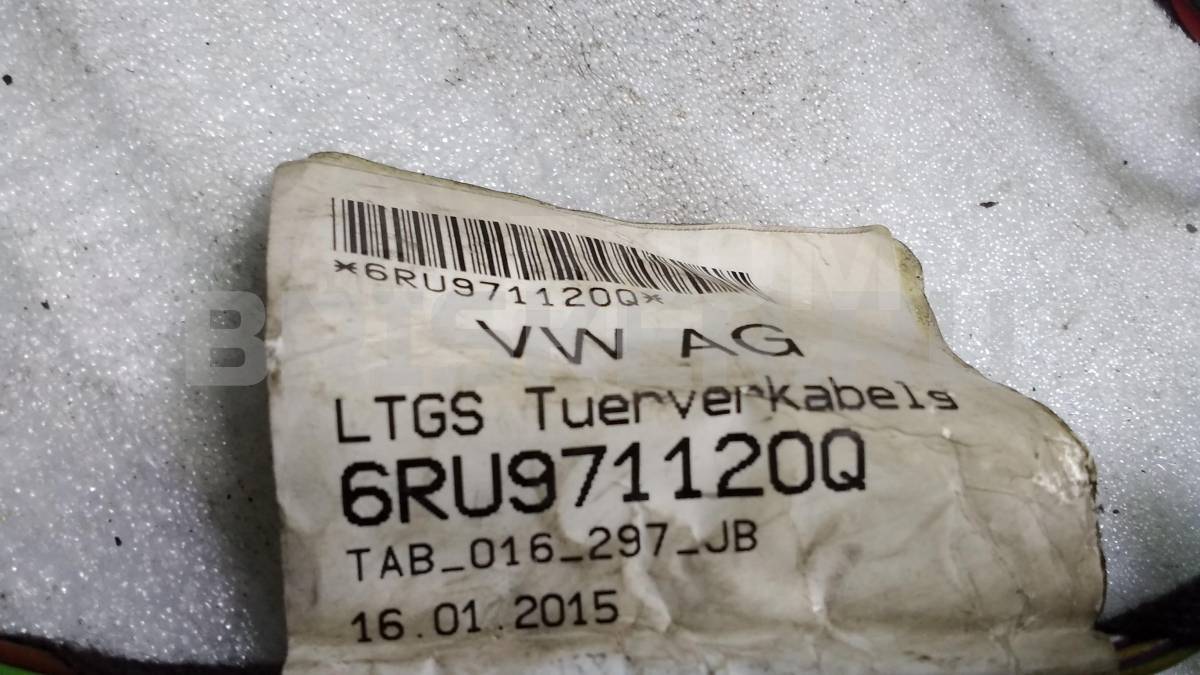 *6RU971120Q*
VW AG
LTGS Tuerverkabels
6RU971120Q
TAB_016_297_JB
16.01.2015